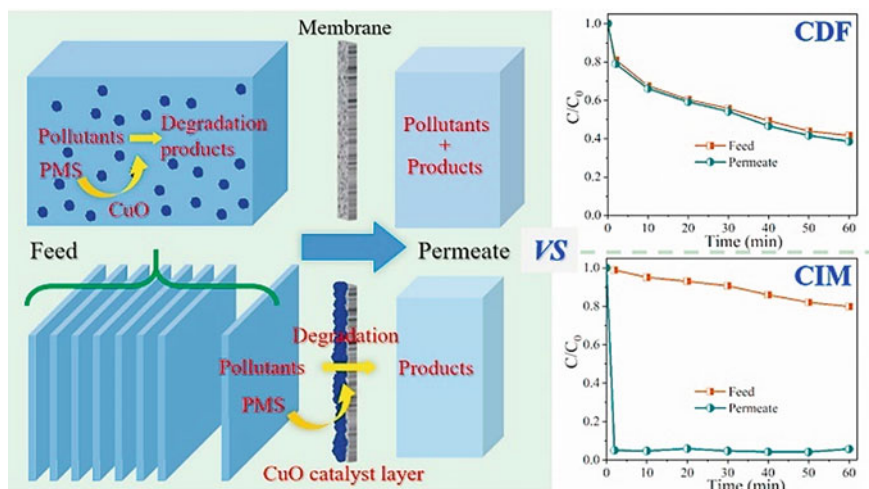 Membrane
Pollutants
Degradation
products
PMS
CuO
Pollutants
+
Products
Feed
Permeate
VS
Degradation
Pollutants
Products
PMS
CuO catalyst layer
CDF
C/C0
1.0
0.8
0.6
0.4
0.2
0.0
Feed
Permeate
0 10 20 30 40 50 60
Time (min)
CIM
C/C0
1.0
0.8
0.6
0.4
0.2
0.0
Feed
Permeate
0 10 20 30 40 50 60
Time (min)